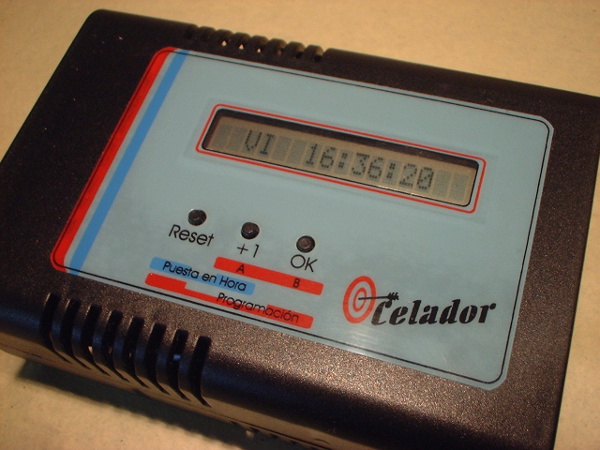 VI 16:36:20
Reset +1 OK
A B
Puesta en Hora
Programación
Celador